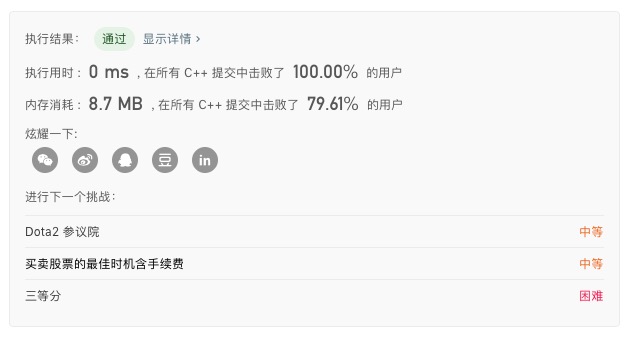 执行结果： 通过 显示详情 ›
执行用时： 0 ms ，在所有 C++ 提交中击败了 100.00% 的用户
内存消耗： 8.7 MB ，在所有 C++ 提交中击败了 79.61% 的用户
炫耀一下:
豆 in
进行下一个挑战：
Dota2 参议院 中等
买卖股票的最佳时机含手续费 中等
三等分 困难